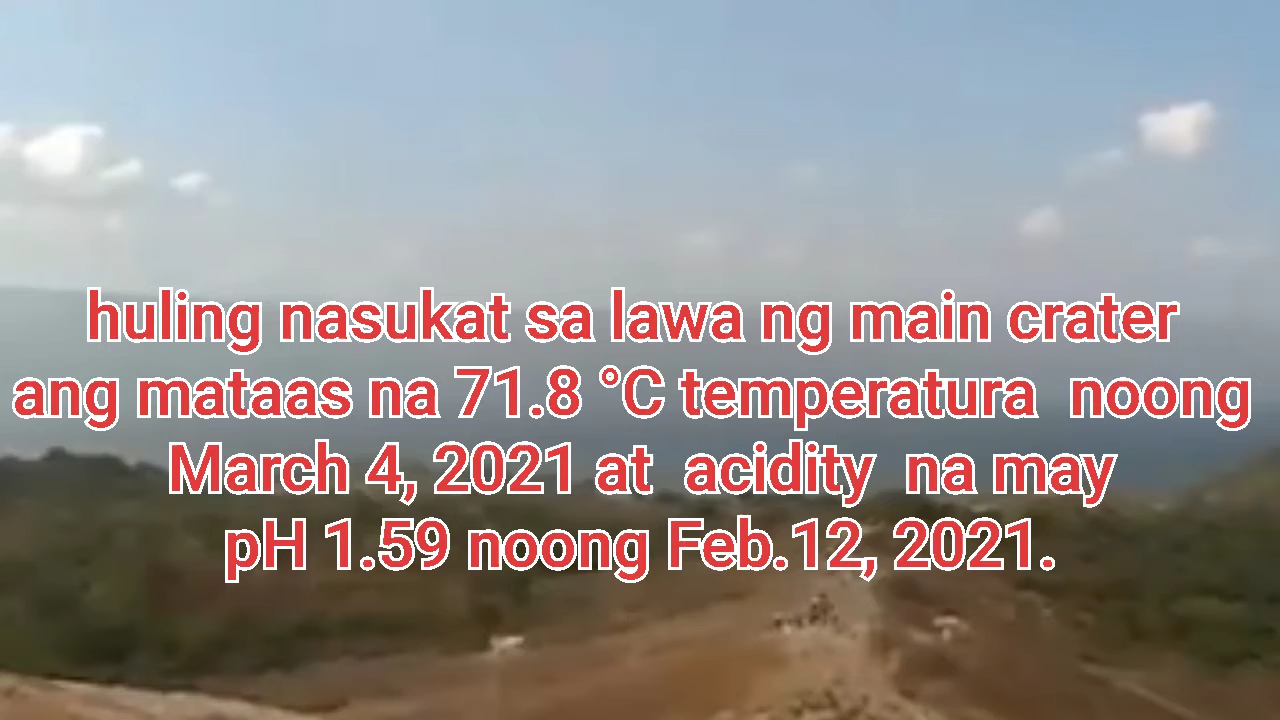 huling nasukat sa lawa ng main crater
ang mataas na 71.8 °C temperatura noong
March 4, 2021 at acidity na may
pH 1.59 noong Feb.12, 2021.